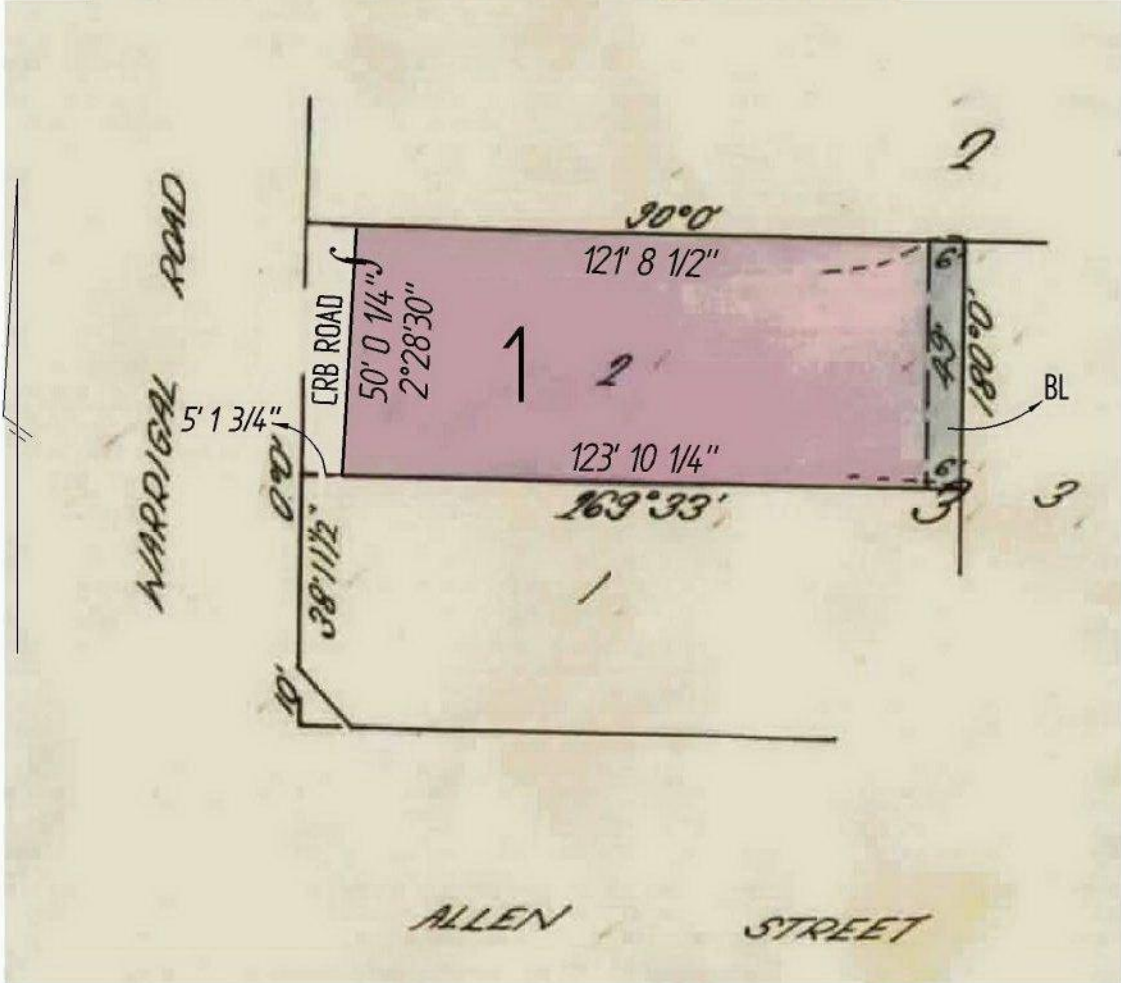 2
90°0'
121' 8 1/2"
6'
WARRIGAL ROAD
CRB ROAD
50' 0 1/4"
2°28'30"
1
2
49'
180°0'
BL
5' 1 3/4"
123' 10 1/4"
6'
0°0'
269°33'
3
3
38'11½"
1
10'
ALLEN STREET